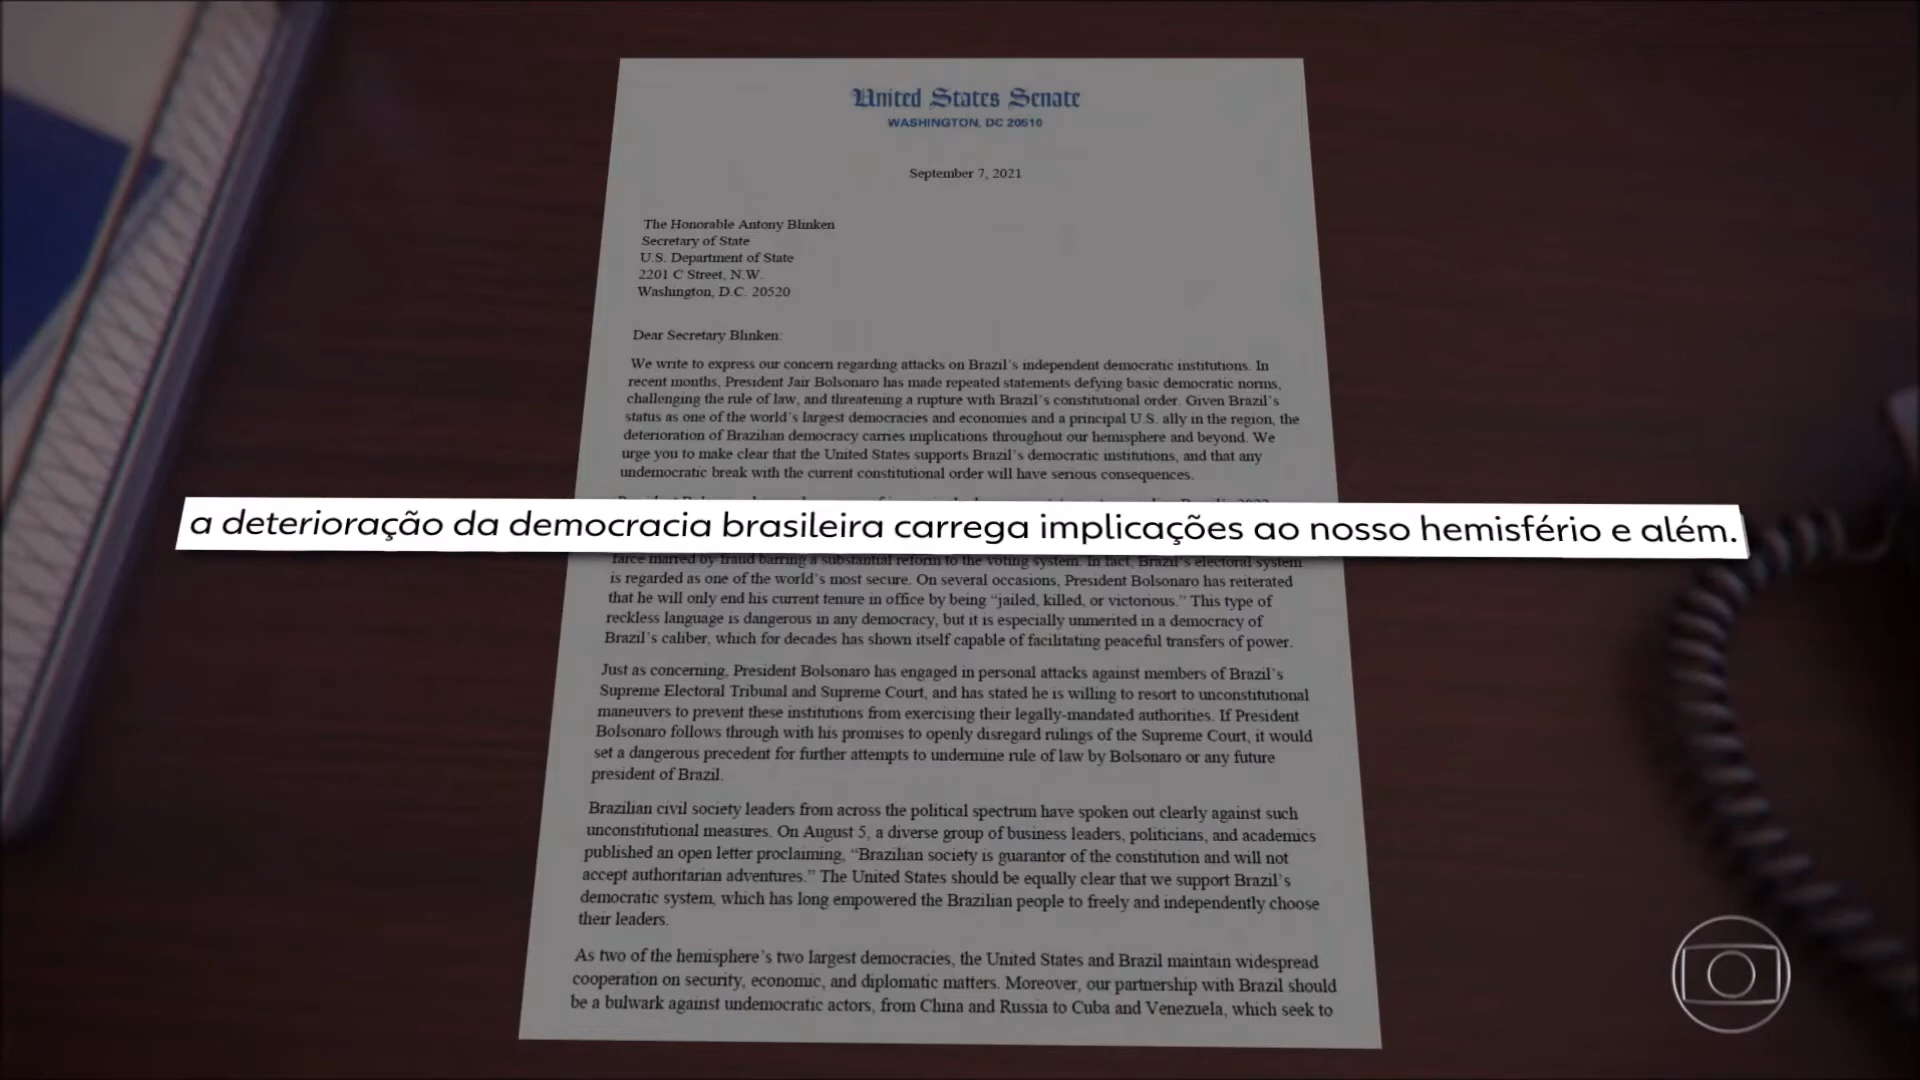 United States Senate
WASHINGTON, DC 20510
September 7, 2021
The Honorable Antony Blinken
Secretary of State
U.S. Department of State
2201 C Street, N.W.
Washington, D.C. 20520
Dear Secretary Blinken:
We write to express our concern regarding attacks on Brazil's independent democratic institutions. In
recent months, President Jair Bolsonaro has made repeated statements defying basic democratic norms,
challenging the rule of law, and threatening a rupture with Brazil's constitutional order. Given Brazil's
status as one of the world's largest democracies and economies and a principal U.S. ally in the region, the
deterioration of Brazilian democracy carries implications throughout our hemisphere and beyond. We
urge you to make clear that the United States supports Brazil's democratic institutions, and that any
undemocratic break with the current constitutional order will have serious consequences.
a deterioração da democracia brasileira carrega implicações ao nosso hemisfério e além.
farce marred by fraud barring a substantial reform to the voting system. In fact, Brazil's electoral system
is regarded as one of the world's most secure. On several occasions, President Bolsonaro has reiterated
that he will only end his current tenure in office by being “jailed, killed, or victorious.” This type of
reckless language is dangerous in any democracy, but it is especially unmerited in a democracy of
Brazil's caliber, which for decades has shown itself capable of facilitating peaceful transfers of power.
Just as concerning, President Bolsonaro has engaged in personal attacks against members of Brazil's
Supreme Electoral Tribunal and Supreme Court, and has stated he is willing to resort to unconstitutional
maneuvers to prevent these institutions from exercising their legally-mandated authorities. If President
Bolsonaro follows through with his promises to openly disregard rulings of the Supreme Court, it would
set a dangerous precedent for further attempts to undermine rule of law by Bolsonaro or any future
president of Brazil.
Brazilian civil society leaders from across the political spectrum have spoken out clearly against such
unconstitutional measures. On August 5, a diverse group of business leaders, politicians, and academics
published an open letter proclaiming, “Brazilian society is guarantor of the constitution and will not
accept authoritarian adventures.” The United States should be equally clear that we support Brazil's
democratic system, which has long empowered the Brazilian people to freely and independently choose
their leaders.
As two of the hemisphere's two largest democracies, the United States and Brazil maintain widespread
cooperation on security, economic, and diplomatic matters. Moreover, our partnership with Brazil should
be a bulwark against undemocratic actors, from China and Russia to Cuba and Venezuela, which seek to